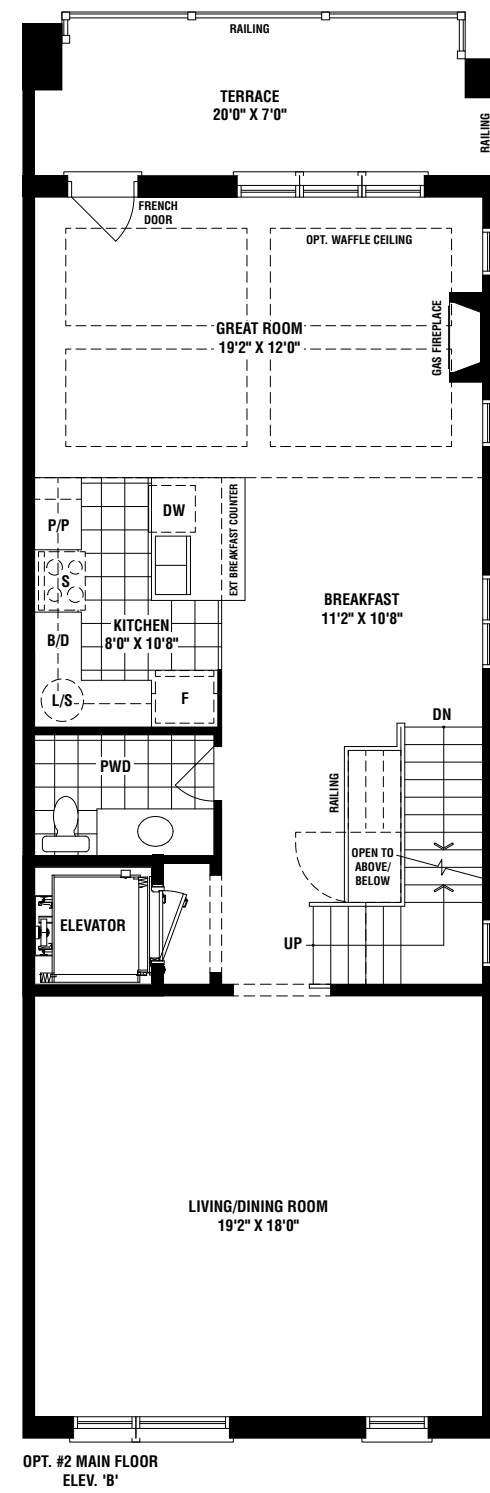 RAILING
TERRACE
20'0" X 7'0"
RAILING
FRENCH
DOOR
OPT. WAFFLE CEILING
GREAT ROOM
19'2" X 12'0"
GAS FIREPLACE
P/P
DW
EXT BREAKFAST COUNTER
S
BREAKFAST
11'2" X 10'8"
B/D
KITCHEN
8'0" X 10'8"
L/S
F
DN
PWD
RAILING
OPEN TO
ABOVE/
BELOW
ELEVATOR
UP
LIVING/DINING ROOM
19'2" X 18'0"
OPT. #2 MAIN FLOOR
ELEV. 'B'